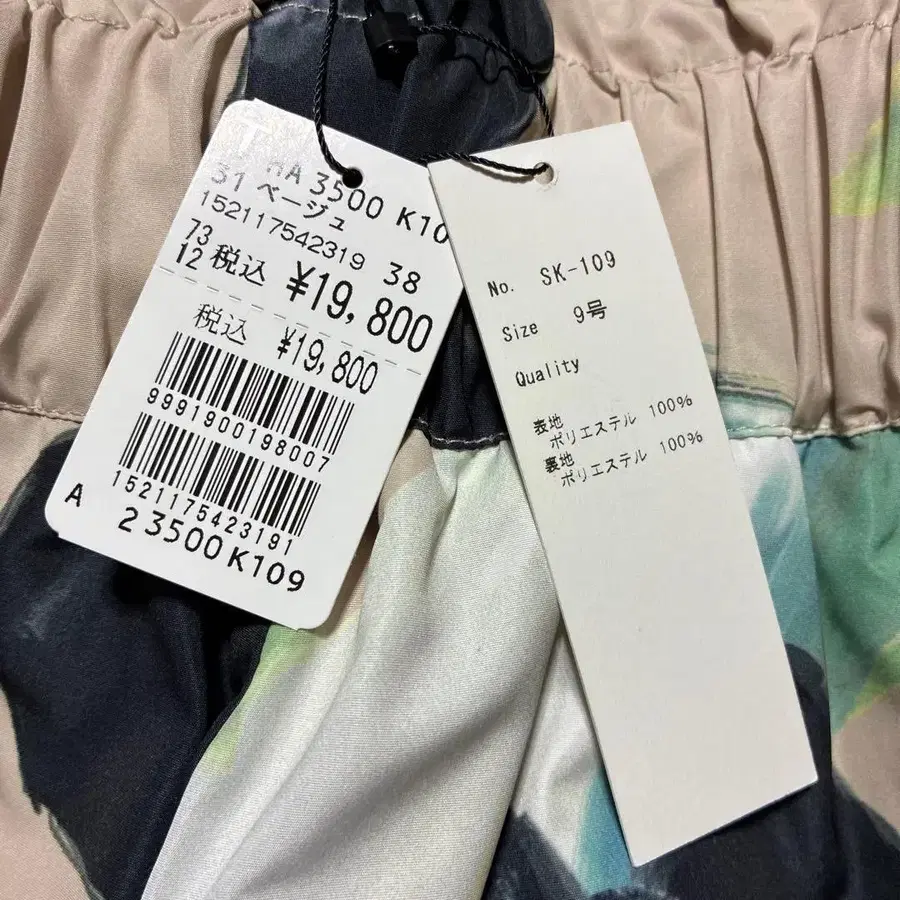 T
HA 3500 K10
31 ベージュ
152117542319 38
73
12 税込 ¥19,800
税込 ¥19,800
9991900198007
1521175423191
A
23500K109
No. SK-109
Size 9号
Quality
表地
ポリエステル 100%
裏地
ポリエステル 100%